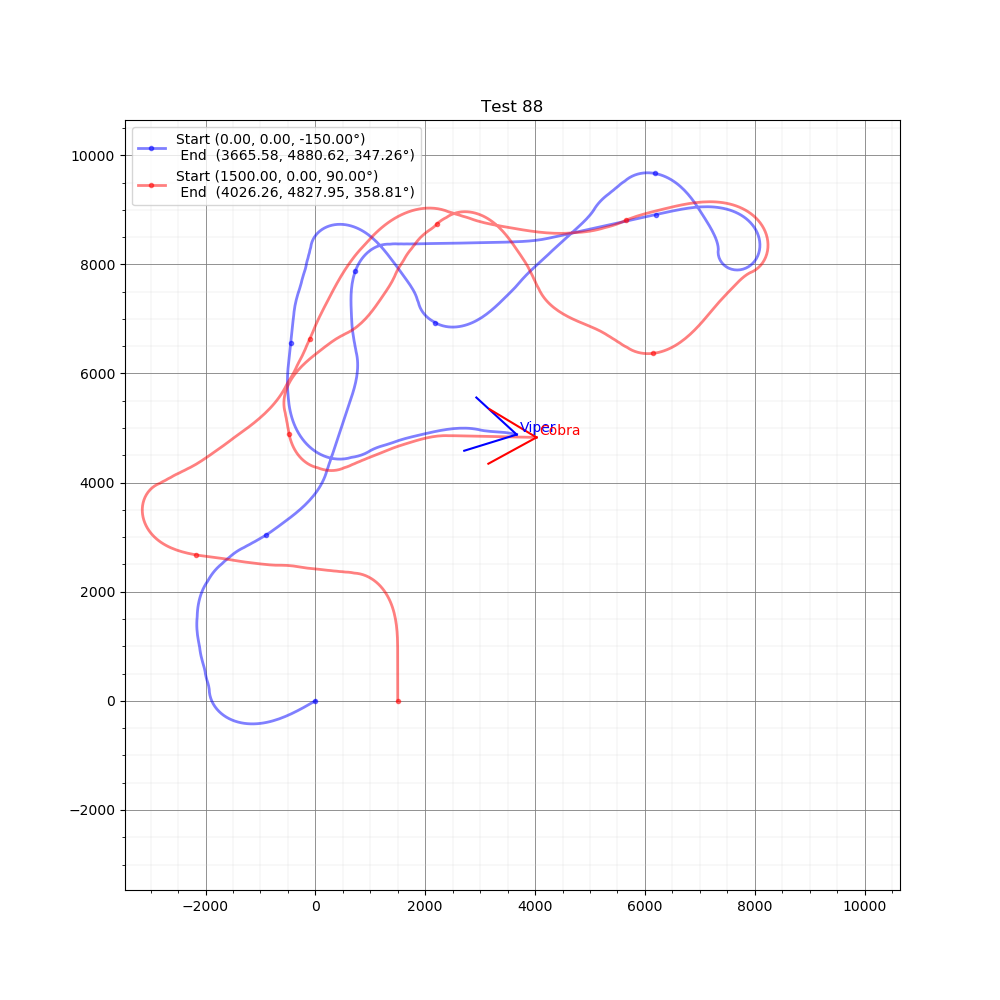 Test 88
Start (0.00, 0.00, -150.00°)
End (3665.58, 4880.62, 347.26°)
Start (1500.00, 0.00, 90.00°)
End (4026.26, 4827.95, 358.81°)
10000
8000
6000
4000
2000
0
−2000
Viper
Cobra
−2000 0 2000 4000 6000 8000 10000